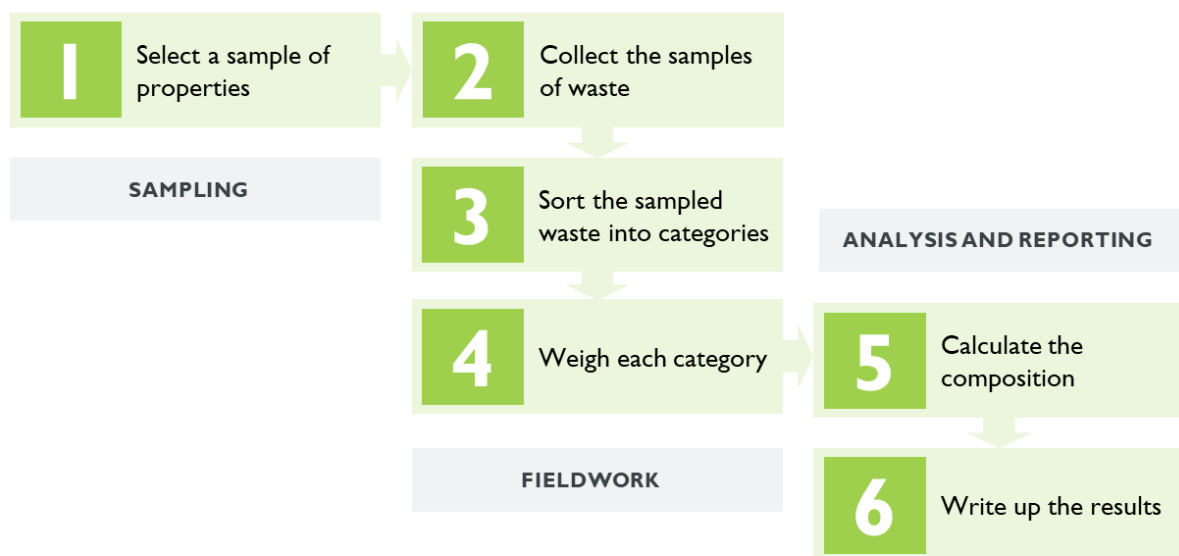 1
Select a sample of
properties
2
Collect the samples
of waste
SAMPLING
3
Sort the sampled
waste into categories
ANALYSIS AND REPORTING
4
Weigh each category
5
Calculate the
composition
FIELDWORK
6
Write up the results